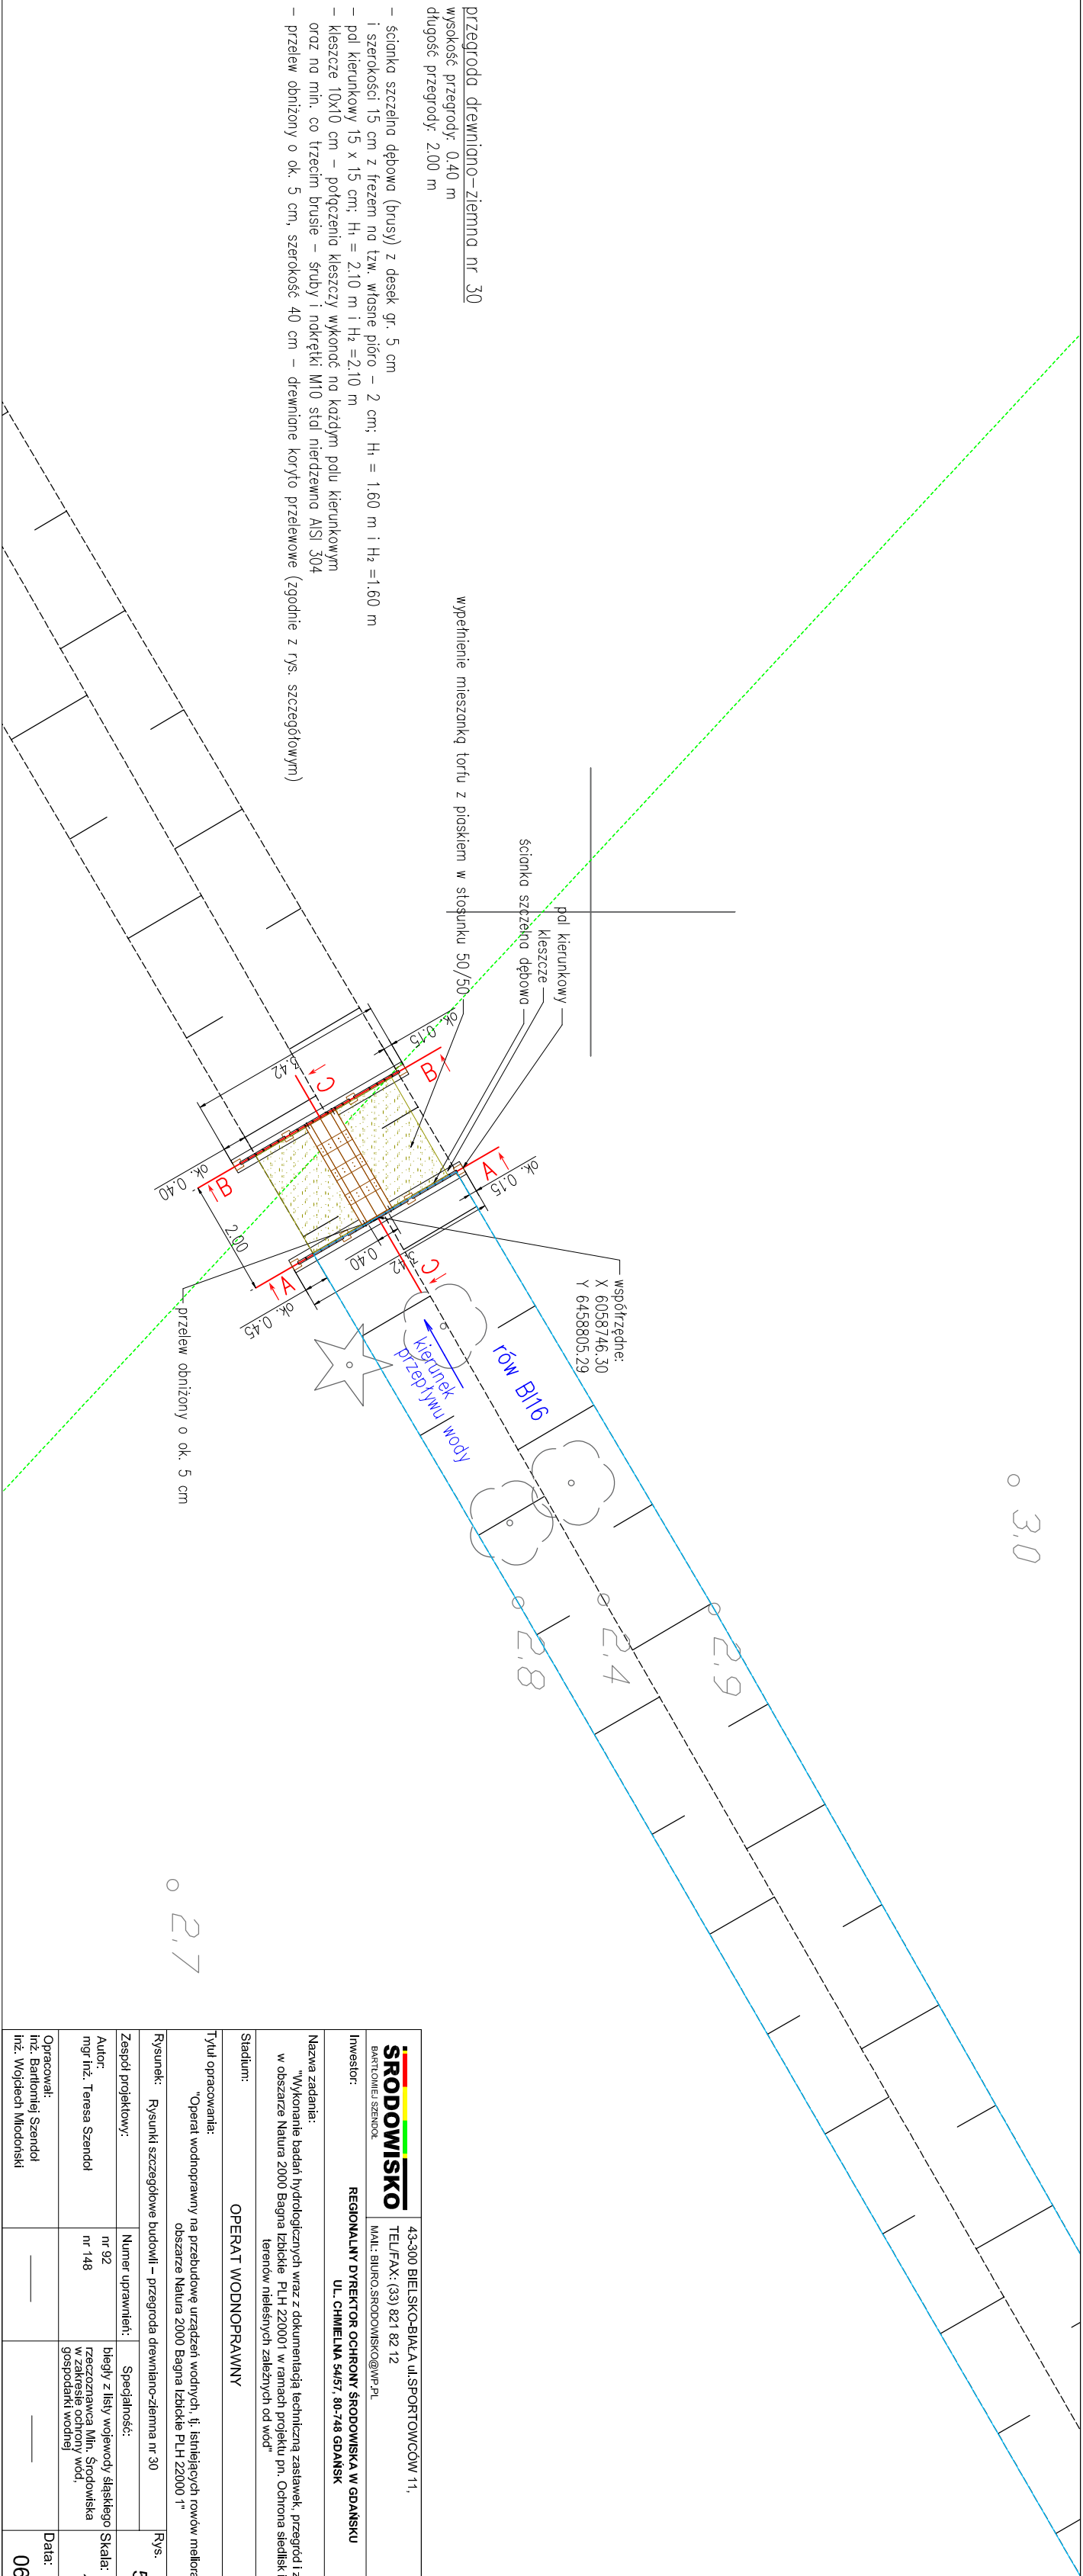 przegroda drewniano-ziemna nr 30
wysokość przegrody: 0.40 m
długość przegrody: 2.00 m
- ścianka szczelna dębowa (brusy) z desek gr. 5 cm
i szerokości 15 cm z frezem na tzw. własne pióro - 2 cm; H₁ = 1.60 m i H₂ =1.60 m
- pal kierunkowy 15 x 15 cm; H₁ = 2.10 m i H₂ =2.10 m
- kleszcze 10x10 cm - połączenia kleszczy wykonać na każdym palu kierunkowym
oraz na min. co trzecim brusie - śruby i nakrętki M10 stal nierdzewna AISI 304
- przelew obniżony o ok. 5 cm, szerokość 40 cm - drewniane koryto przelewowe (zgodnie z rys. szczegółowym)
pal kierunkowy
kleszcze
ścianka szczelna dębowa
wypełnienie mieszanką torfu z piaskiem w stosunku 50/50
ok. 0.15
B
3.42
C
ok. 0.40
B
2.00
A
ok. 0.15
3.42
C
0.40
A
ok. 0.45
współrzędne:
X 6058746.30
Y 6458805.29
rów BI16
kierunek
przepływu wody
przelew obniżony o ok. 5 cm
3.0
2.9
2.4
2.8
2.7
ŚRODOWISKO
BARTŁOMIEJ SZENDOŁ
43-300 BIELSKO-BIAŁA ul.SPORTOWCÓW 11,
TEL/FAX: (33) 821 82 12
MAIL: BIURO.SRODOWISKO@WP.PL
Inwestor:
REGIONALNY DYREKTOR OCHRONY ŚRODOWISKA W GDAŃSKU
UL. CHMIELNA 54/57, 80-748 GDAŃSK
Nazwa zadania:
"Wykonanie badań hydrologicznych wraz z dokumentacją techniczną zastawek, przegród i z
w obszarze Natura 2000 Bagna Izbickie PLH 220001 w ramach projektu pn. Ochrona siedlisk
terenów nieleśnych zależnych od wód"
Stadium:
OPERAT WODNOPRAWNY
Tytuł opracowania:
"Operat wodnoprawny na przebudowę urządzeń wodnych, tj. istniejących rowów meliora
obszarze Natura 2000 Bagna Izbickie PLH 22000 1"
Rysunek: Rysunki szczegółowe budowli – przegroda drewniano-ziemna nr 30
Rys.
Zespół projektowy:
Numer uprawnień:
Specjalność:
Autor:
mgr inż. Teresa Szendoł
nr 92
nr 148
biegły z listy wojewody śląskiego
rzeczoznawca Min. Środowiska
w zakresie ochrony wód,
gospodarki wodnej
Skala:
Opracował:
inż. Bartłomiej Szendoł
inż. Wojciech Miodoński
Data:
06